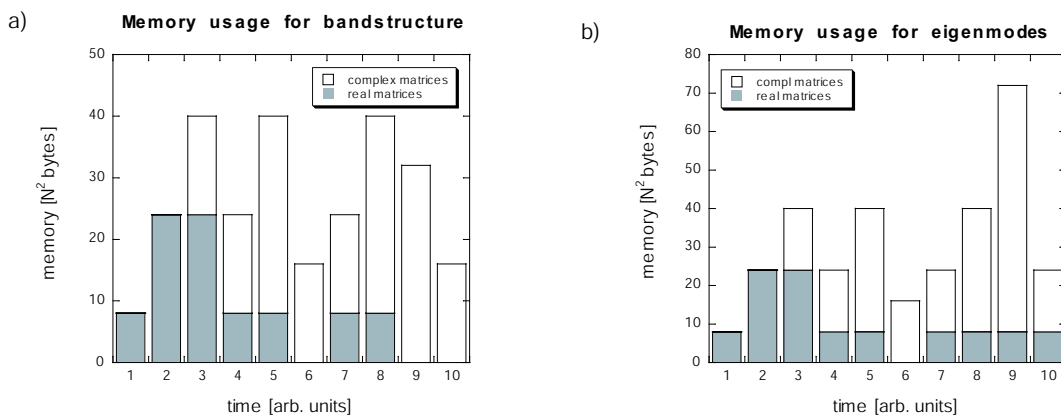 a)
Memory usage for bandstructure
50
40
30
20
10
0
memory [N² bytes]
complex matrices
real matrices
1 2 3 4 5 6 7 8 9 10
time [arb. units]
b)
Memory usage for eigenmodes
80
70
60
50
40
30
20
10
0
memory [N² bytes]
compl matrices
real matrices
1 2 3 4 5 6 7 8 9 10
time [arb. units]